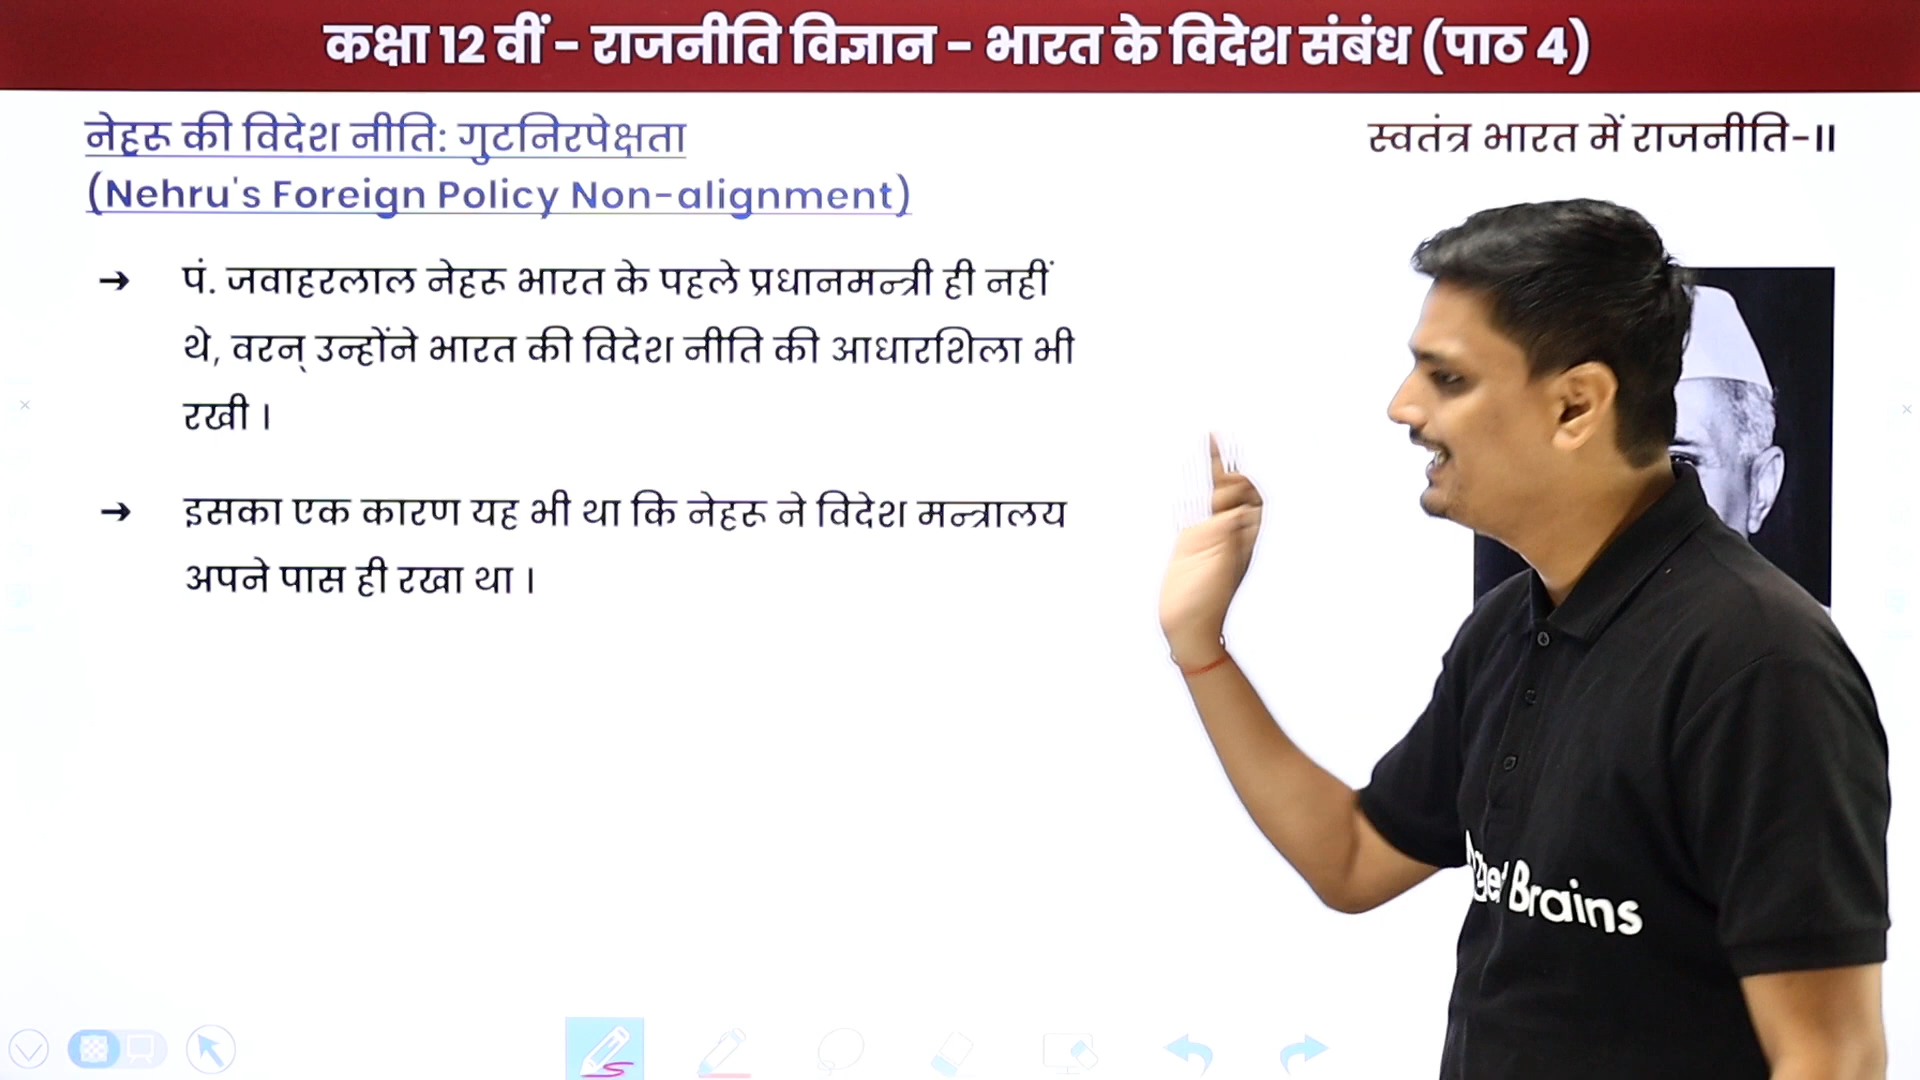 कक्षा 12 वीं - राजनीति विज्ञान - भारत के विदेश संबंध (पाठ 4)
नेहरू की विदेश नीति: गुटनिरपेक्षता
(Nehru's Foreign Policy Non-alignment)
स्वतंत्र भारत में राजनीति-II
→ पं. जवाहरलाल नेहरू भारत के पहले प्रधानमन्त्री ही नहीं
थे, वरन् उन्होंने भारत की विदेश नीति की आधारशिला भी
रखी ।
→ इसका एक कारण यह भी था कि नेहरू ने विदेश मन्त्रालय
अपने पास ही रखा था ।
Brains